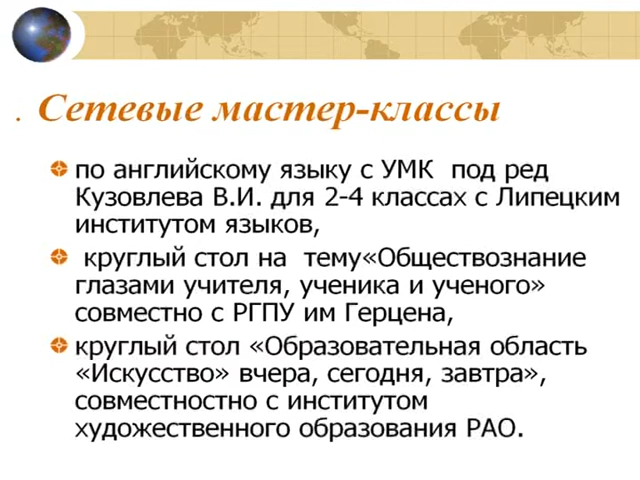 . Сетевые мастер-классы
по английскому языку с УМК под ред
Кузовлева В.И. для 2-4 классах с Липецким
институтом языков,
круглый стол на тему«Обществознание
глазами учителя, ученика и ученого»
совместно с РГПУ им Герцена,
круглый стол «Образовательная область
«Искусство» вчера, сегодня, завтра»,
совместностно с институтом
художественного образования РАО.